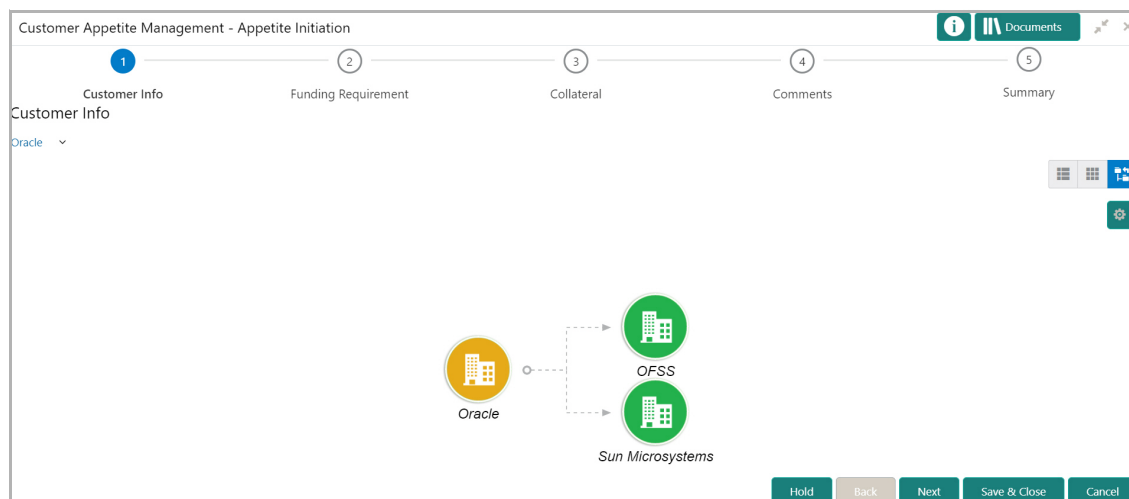 Customer Appetite Management - Appetite Initiation
i Documents
1 2 3 4 5
Customer Info Funding Requirement Collateral Comments Summary
Customer Info
Oracle
OFSS
Oracle
Sun Microsystems
Hold Back Next Save & Close Cancel